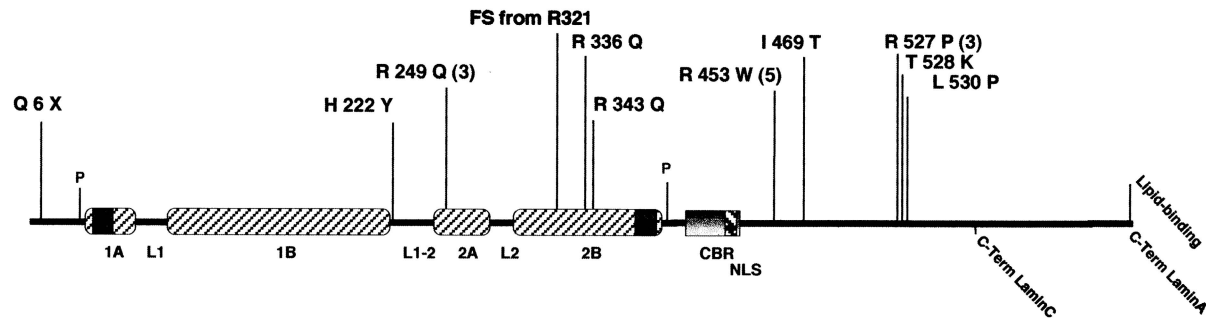 FS from R321
R 336 Q
I 469 T
R 527 P (3)
T 528 K
R 249 Q (3)
R 453 W (5)
L 530 P
Q 6 X
H 222 Y
R 343 Q
P
P
Lipid-binding
1A
L1
1B
L1-2
2A
L2
2B
CBR
NLS
C-Term LaminC
C-Term LaminA